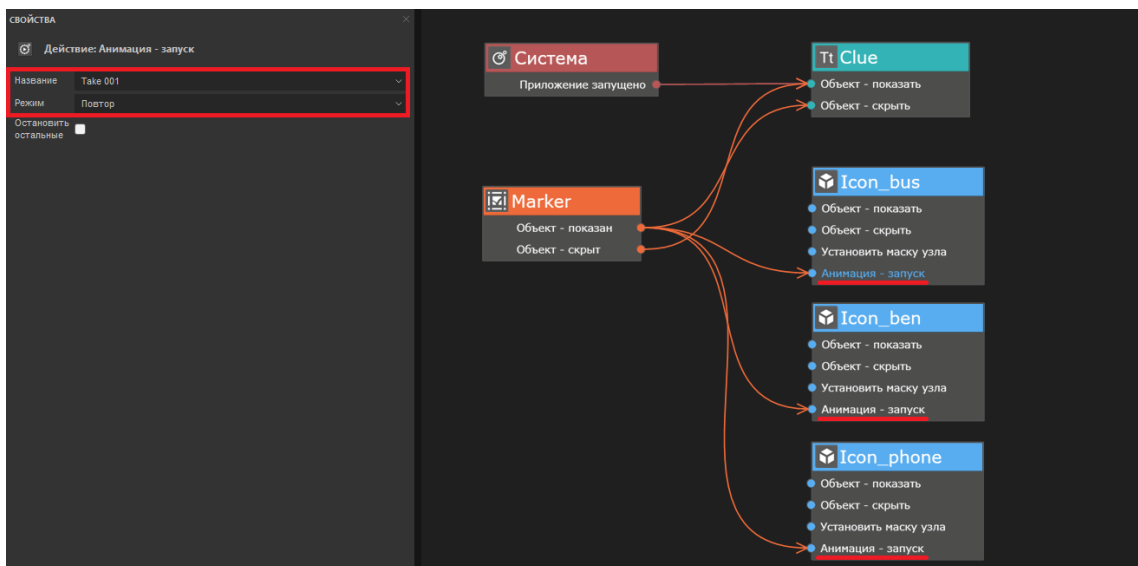 СВОЙСТВА
Действие: Анимация - запуск
Название Take 001
Режим Повтор
Остановить
остальные
Система
Приложение запущено
Tt Clue
Объект - показать
Объект - скрыть
Marker
Объект - показан
Объект - скрыт
Icon_bus
Объект - показать
Объект - скрыть
Установить маску узла
Анимация - запуск
Icon_ben
Объект - показать
Объект - скрыть
Установить маску узла
Анимация - запуск
Icon_phone
Объект - показать
Объект - скрыть
Установить маску узла
Анимация - запуск